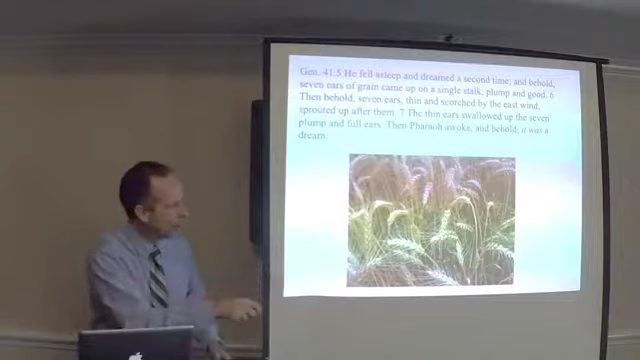 Gen. 41:5 He fell asleep and dreamed a second time; and behold,
seven ears of grain came up on a single stalk, plump and good. 6
Then behold, seven ears, thin and scorched by the east wind,
sprouted up after them. 7 The thin ears swallowed up the seven
plump and full ears. Then Pharaoh awoke, and behold, it was a
dream.